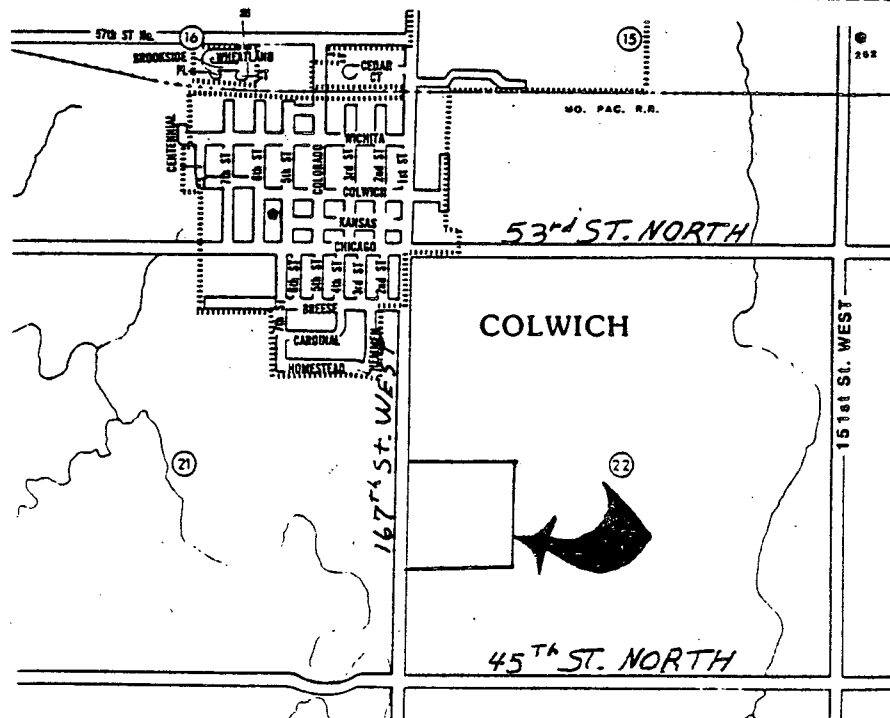 57th ST No.
16
15
262
BROOKSIDE
PL
WHEATLAND
CT
CEDAR
CT
MO. PAC. R.R.
CENTENNIAL
WICHITA
7th ST
6th ST
5th ST
COLORADO
3rd ST
2nd ST
1st ST
COLWICH
KANSAS
CHICAGO
53rd ST. NORTH
6th ST
5th ST
4th ST
3rd ST
2nd ST
7th ST
BREESE
CARDINAL
HOMESTEAD
COLWICH
167th St. WEST
151st St. WEST
21
22
45Th ST. NORTH